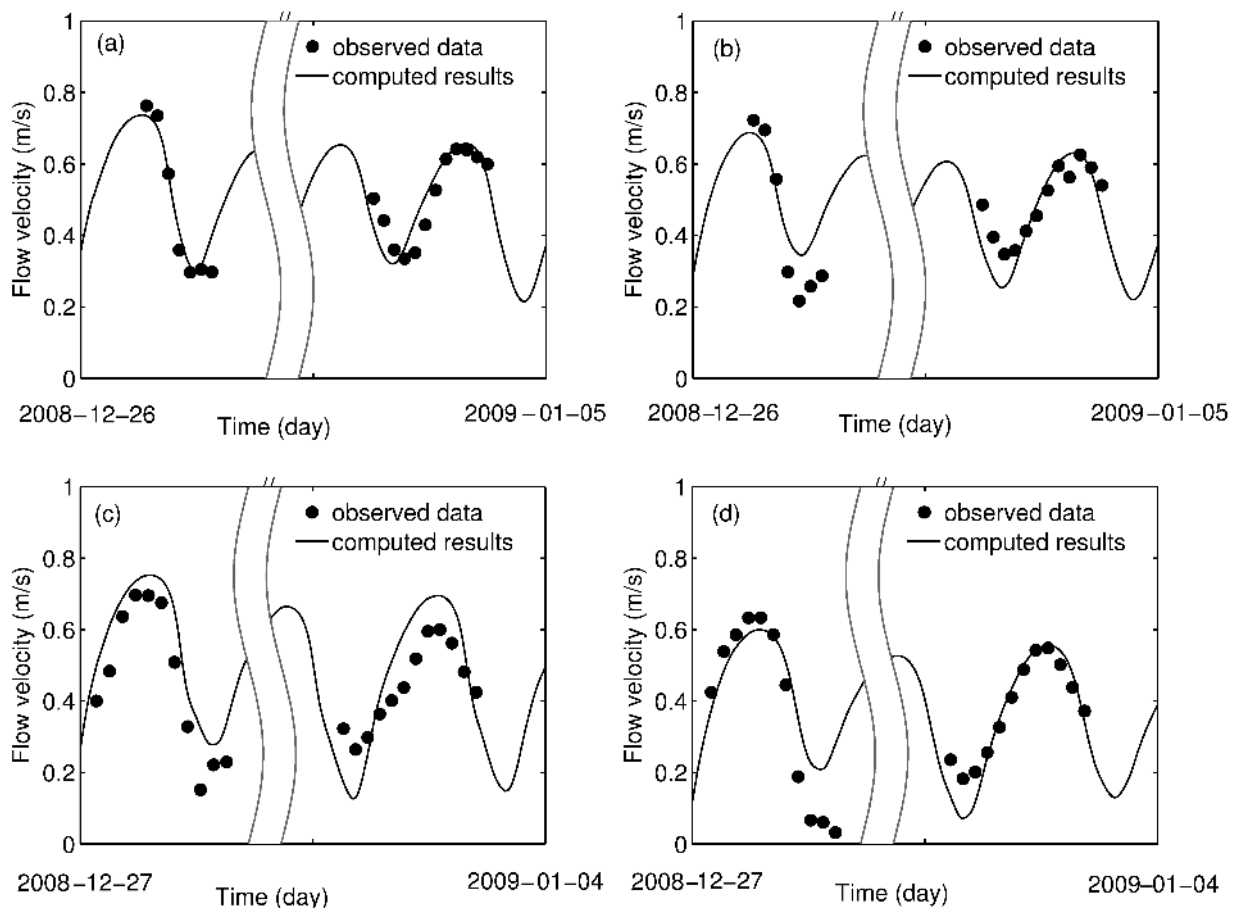 (a)
observed data
computed results
Flow velocity (m/s)
1
0.8
0.6
0.4
0.2
0
2008−12−26
Time (day)
2009−01−05
(b)
observed data
computed results
Flow velocity (m/s)
1
0.8
0.6
0.4
0.2
0
2008−12−26
Time (day)
2009−01−05
(c)
observed data
computed results
Flow velocity (m/s)
1
0.8
0.6
0.4
0.2
0
2008−12−27
Time (day)
2009−01−04
(d)
observed data
computed results
Flow velocity (m/s)
1
0.8
0.6
0.4
0.2
0
2008−12−27
Time (day)
2009−01−04